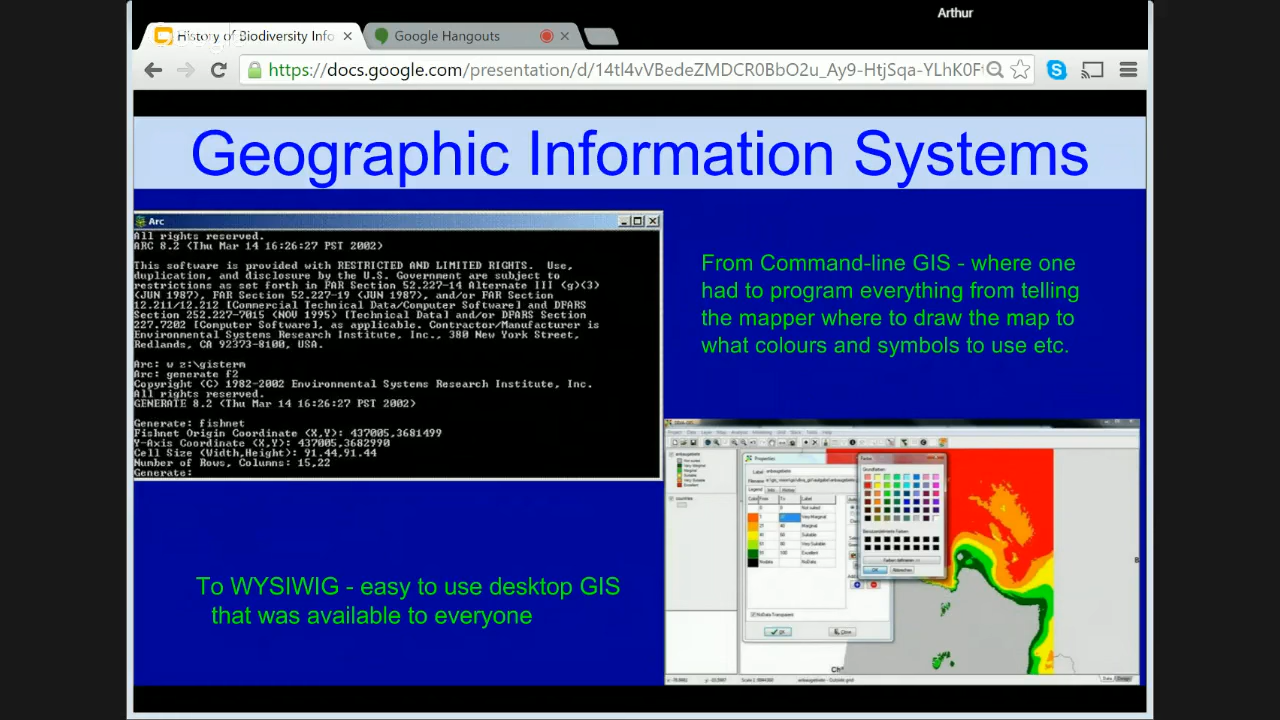 Arthur
History of Biodiversity Info
Google Hangouts
https://docs.google.com/presentation/d/14tl4vVBedeZMDCR0BbO2u_Ay9-HtjSqa-YLhK0F
Geographic Information Systems
Arc
All rights reserved.
ARC 8.2 (Thu Mar 14 16:26:27 PST 2002)
This software is provided with RESTRICTED AND LIMITED RIGHTS. Use,
duplication, and disclosure by the U.S. Government are subject to
restrictions as set forth in FAR Section 52.227-14 Alternate III (g)(3)
(JUN 1987), FAR Section 52.227-19 (JUN 1987), and/or FAR Section
12.211/12.212 [Commercial Technical Data/Computer Software] and DFARS
Section 252.227-7015 (NOV 1995) [Technical Data] and/or DFARS Section
227.7202 [Computer Software], as applicable. Contractor/Manufacturer is
Environmental Systems Research Institute, Inc., 380 New York Street,
Redlands, CA 92373-8100, USA.
Arc: w z:\gisterm
Arc: generate f2
Copyright (C) 1982-2002 Environmental Systems Research Institute, Inc.
All rights reserved.
GENERATE 8.2 (Thu Mar 14 16:26:27 PST 2002)
Generate: fishnet
Fishnet Origin Coordinate (X,Y): 437005,3681499
Y-Axis Coordinate (X,Y): 437005,3682990
Cell Size (Width,Height): 91.44,91.44
Number of Rows, Columns: 15,22
Generate:
From Command-line GIS - where one
had to program everything from telling
the mapper where to draw the map to
what colours and symbols to use etc.
To WYSIWIG - easy to use desktop GIS
that was available to everyone
Properties
Label
Marginal
Suitable
Very Suitable
Excellent
NoData
OK
Close